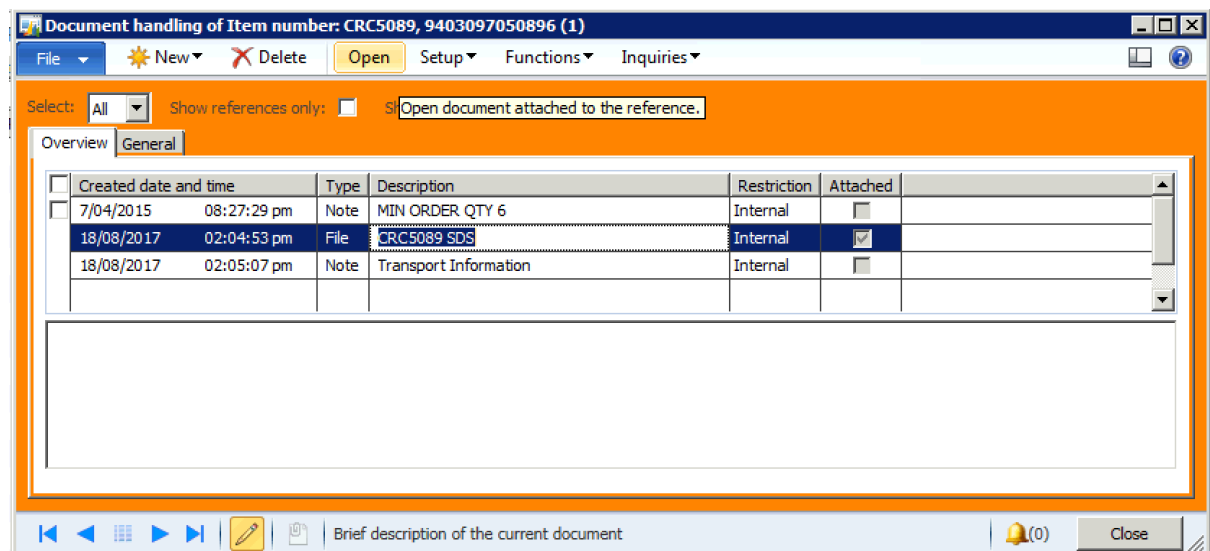 Document handling of Item number: CRC5089, 9403097050896 (1)
File New Delete Open Setup Functions Inquiries
Select: All Show references only: Open document attached to the reference.
Overview General
Created date and time Type Description Restriction Attached
7/04/2015 08:27:29 pm Note MIN ORDER QTY 6 Internal
18/08/2017 02:04:53 pm File CRC5089 SDS Internal
18/08/2017 02:05:07 pm Note Transport Information Internal
Brief description of the current document (0) Close